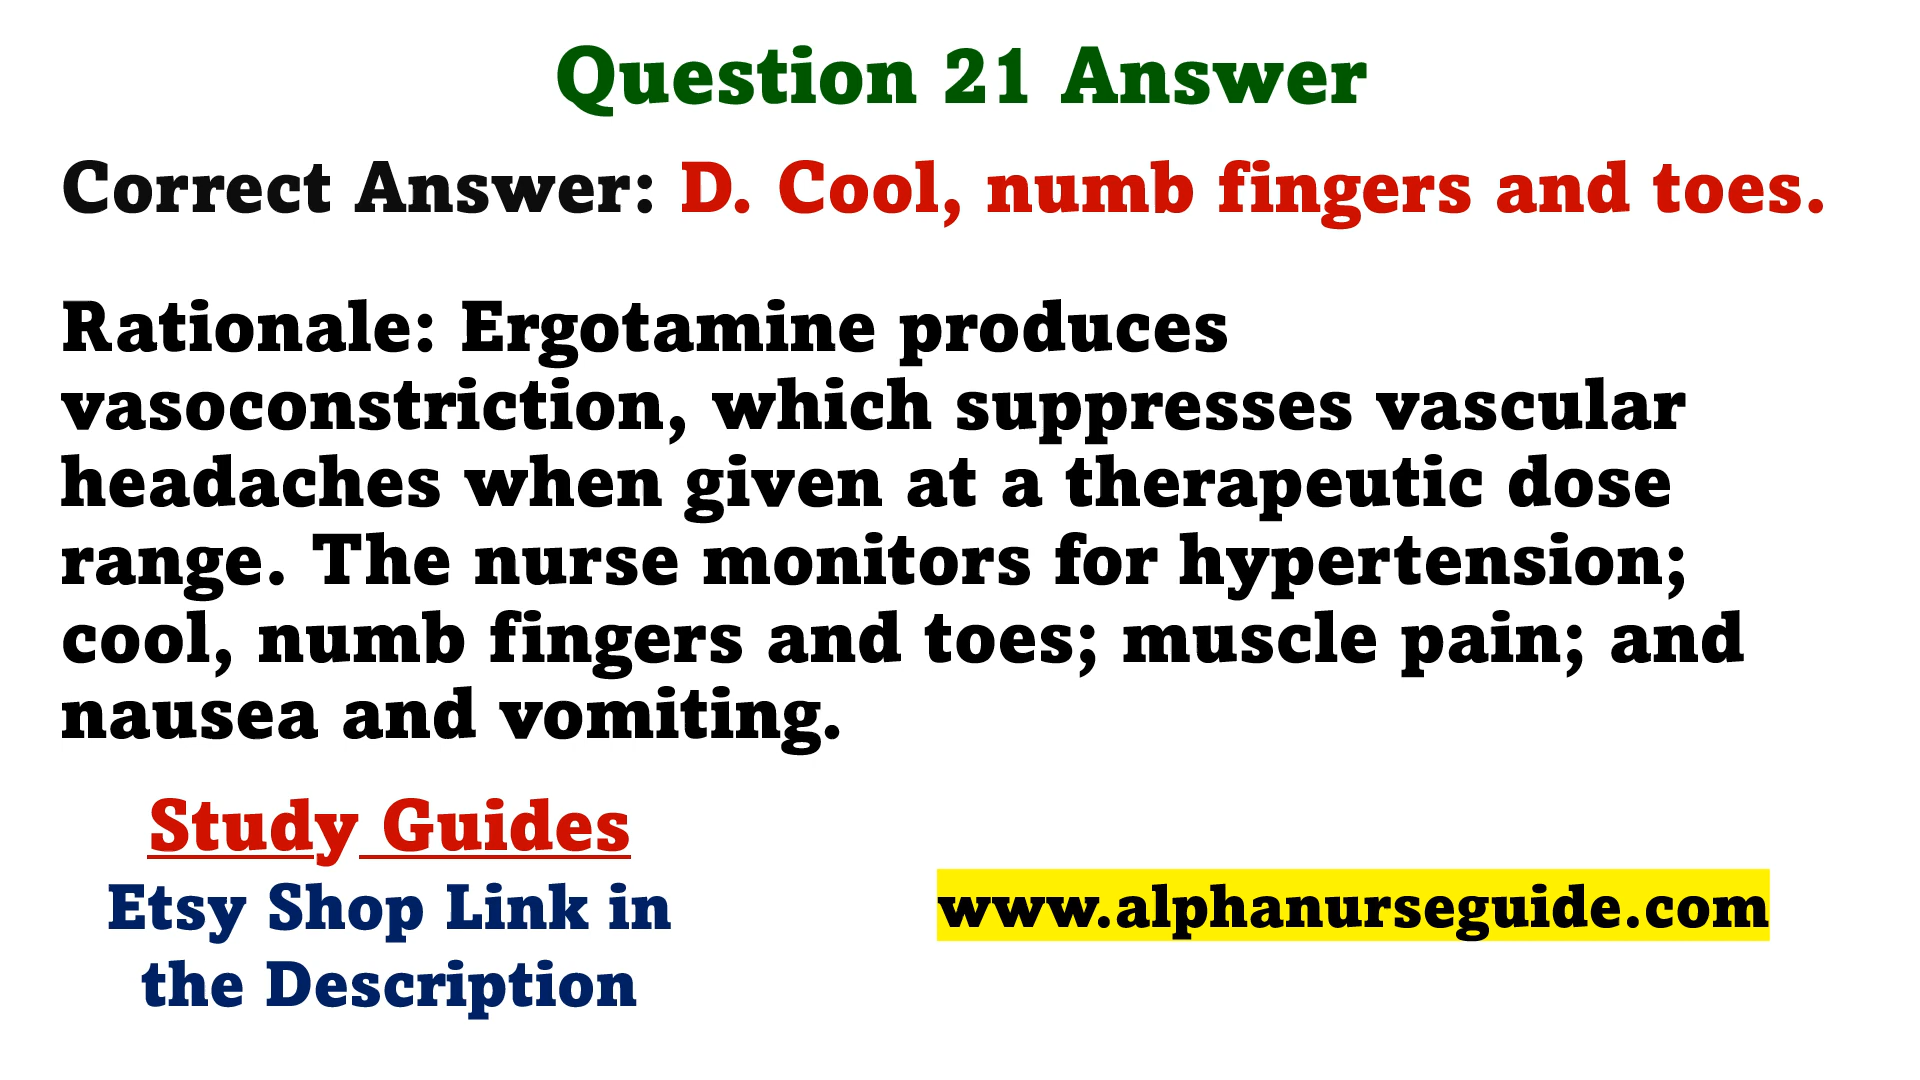 Question 21 Answer
Correct Answer: D. Cool, numb fingers and toes.
Rationale: Ergotamine produces
vasoconstriction, which suppresses vascular
headaches when given at a therapeutic dose
range. The nurse monitors for hypertension;
cool, numb fingers and toes; muscle pain; and
nausea and vomiting.
Study Guides
Etsy Shop Link in
the Description
www.alphanurseguide.com